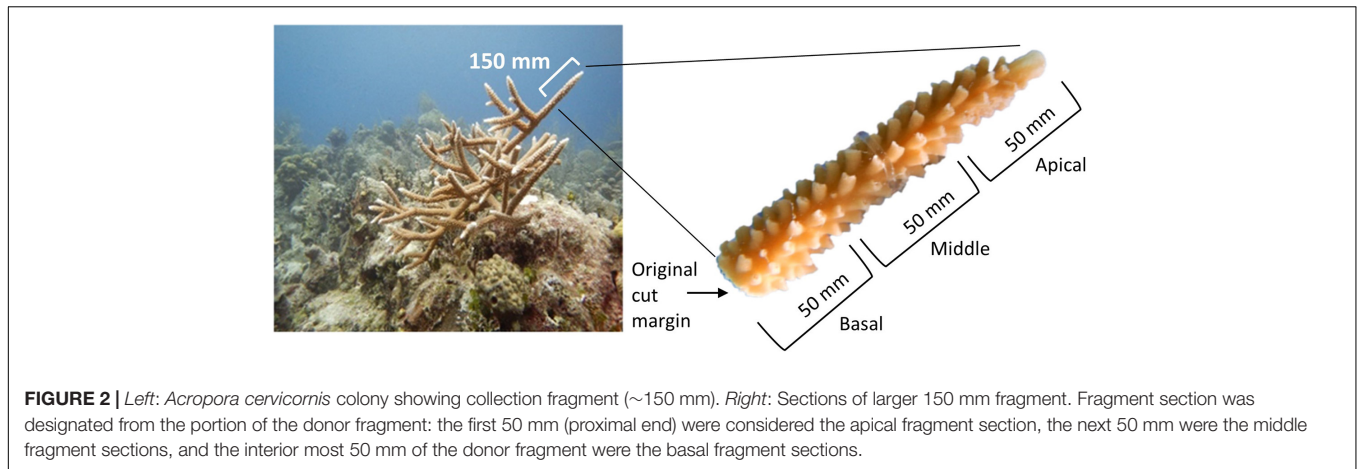 150 mm
50 mm
Apical
50 mm
Middle
Original
cut
margin
50 mm
Basal
FIGURE 2 | Left: Acropora cervicornis colony showing collection fragment (∼150 mm). Right: Sections of larger 150 mm fragment. Fragment section was
designated from the portion of the donor fragment: the first 50 mm (proximal end) were considered the apical fragment section, the next 50 mm were the middle
fragment sections, and the interior most 50 mm of the donor fragment were the basal fragment sections.